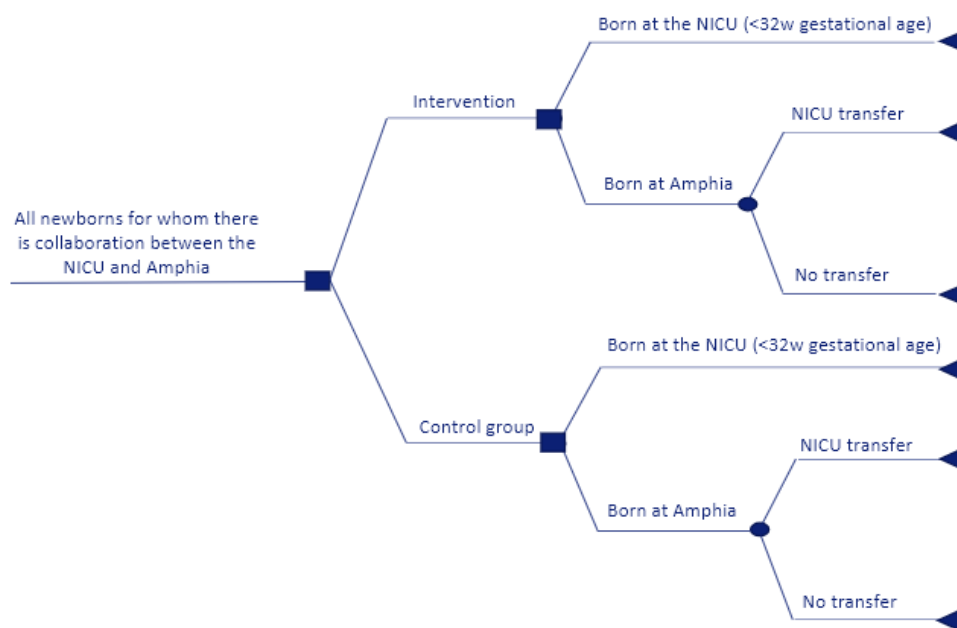 Born at the NICU (<32w gestational age)
Intervention
NICU transfer
Born at Amphia
All newborns for whom there
is collaboration between the
NICU and Amphia
No transfer
Born at the NICU (<32w gestational age)
Control group
NICU transfer
Born at Amphia
No transfer